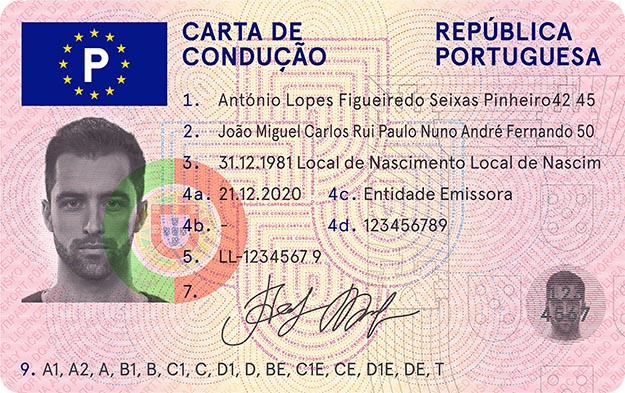 P
CARTA DE CONDUÇÃO
REPÚBLICA PORTUGUESA
1. António Lopes Figueiredo Seixas Pinheiro42 45
2. João Miguel Carlos Rui Paulo Nuno André Fernando 50
3. 31.12.1981 Local de Nascimento Local de Nascim
4a. 21.12.2020 4c. Entidade Emissora
4b. - 4d. 123456789
5. LL-1234567 9
7.
123
4567
9. A1, A2, A, B1, B, C1, C, D1, D, BE, C1E, CE, D1E, DE, T